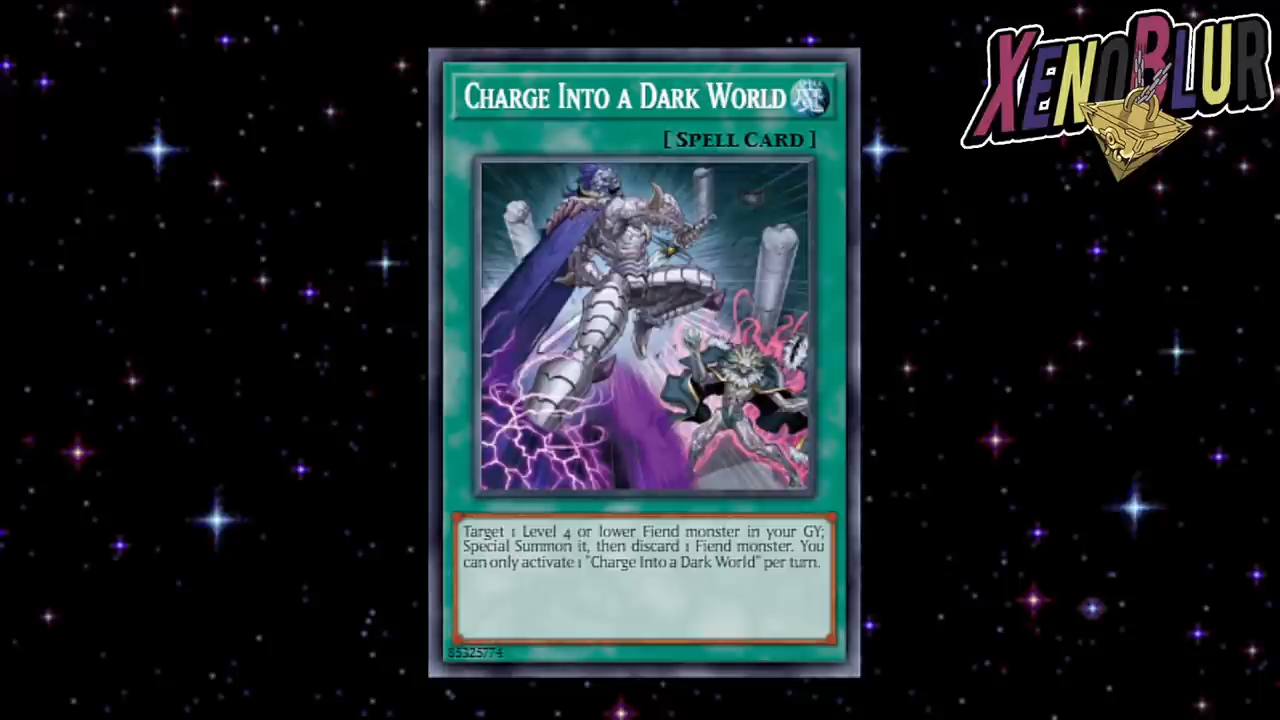 XENOBLUR
CHARGE INTO A DARK WORLD
[ SPELL CARD ]
Target 1 Level 4 or lower Fiend monster in your GY;
Special Summon it, then discard 1 Fiend monster. You
can only activate 1 "Charge Into a Dark World" per turn.
85325774